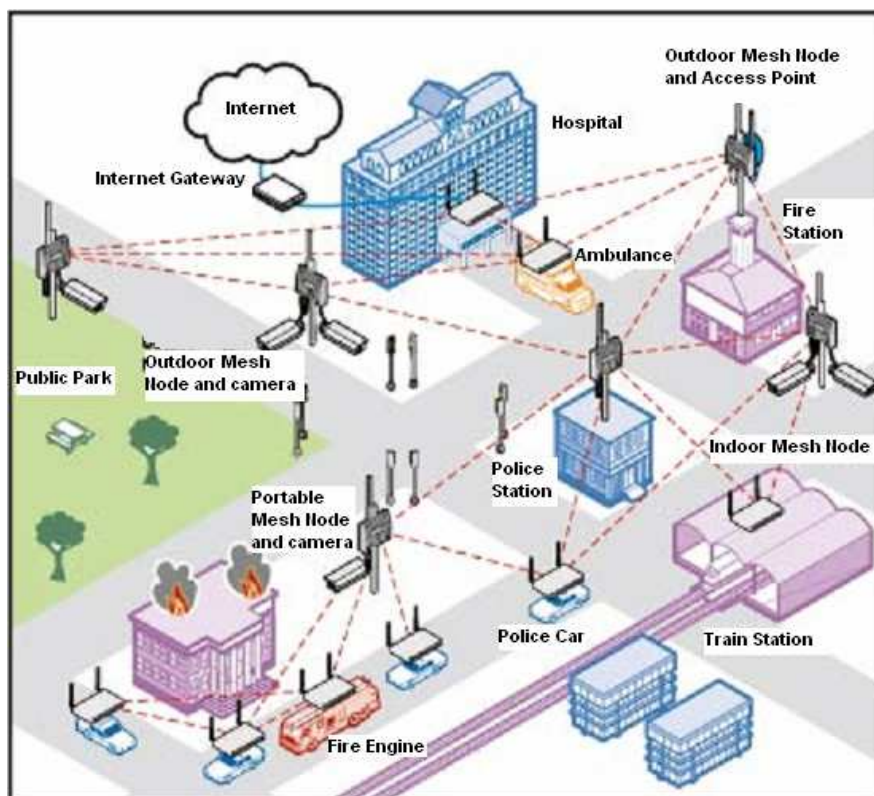 Outdoor Mesh Node
and Access Point
Internet
Hospital
Internet Gateway
Fire
Station
Ambulance
Outdoor Mesh
Node and camera
Public Park
Indoor Mesh Node
Police
Station
Portable
Mesh Node
and camera
Police Car
Train Station
Fire Engine